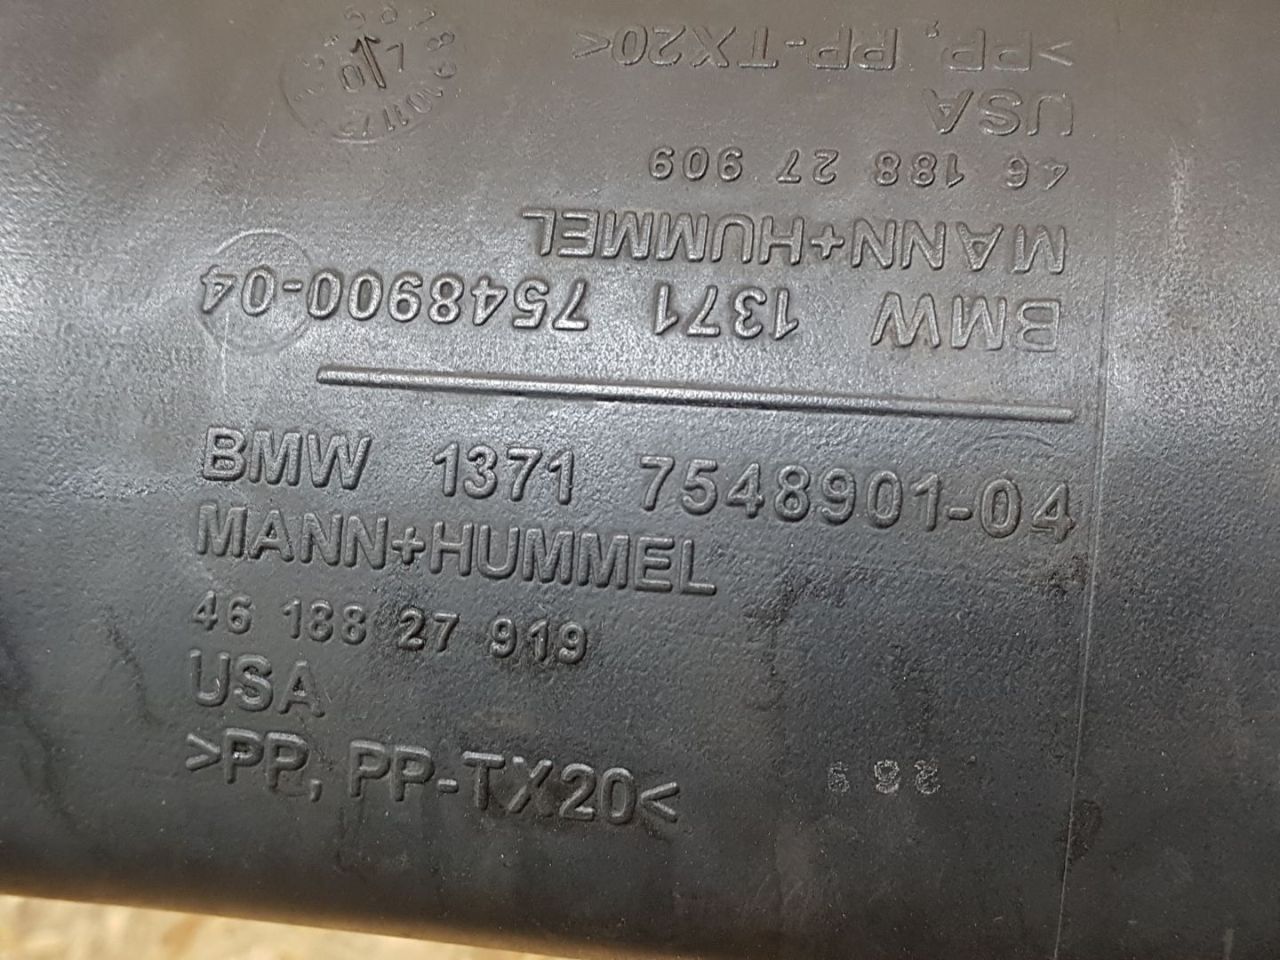 BMW 1371 7548901-04
MANN+HUMMEL
46 188 27 919
USA
>PP, PP-TX20<
BMW 1371 7548900-04
MANN+HUMMEL
46 188 27 909
USA
>PP, PP-TX20<